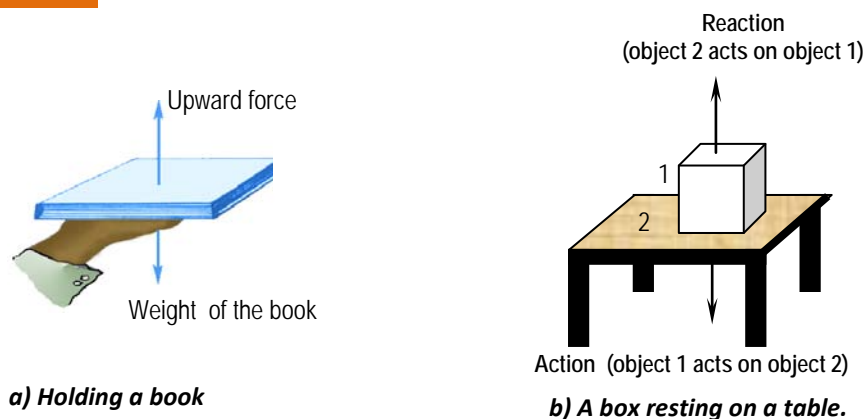 Upward force
Weight of the book
a) Holding a book
Reaction
(object 2 acts on object 1)
1
2
Action (object 1 acts on object 2)
b) A box resting on a table.